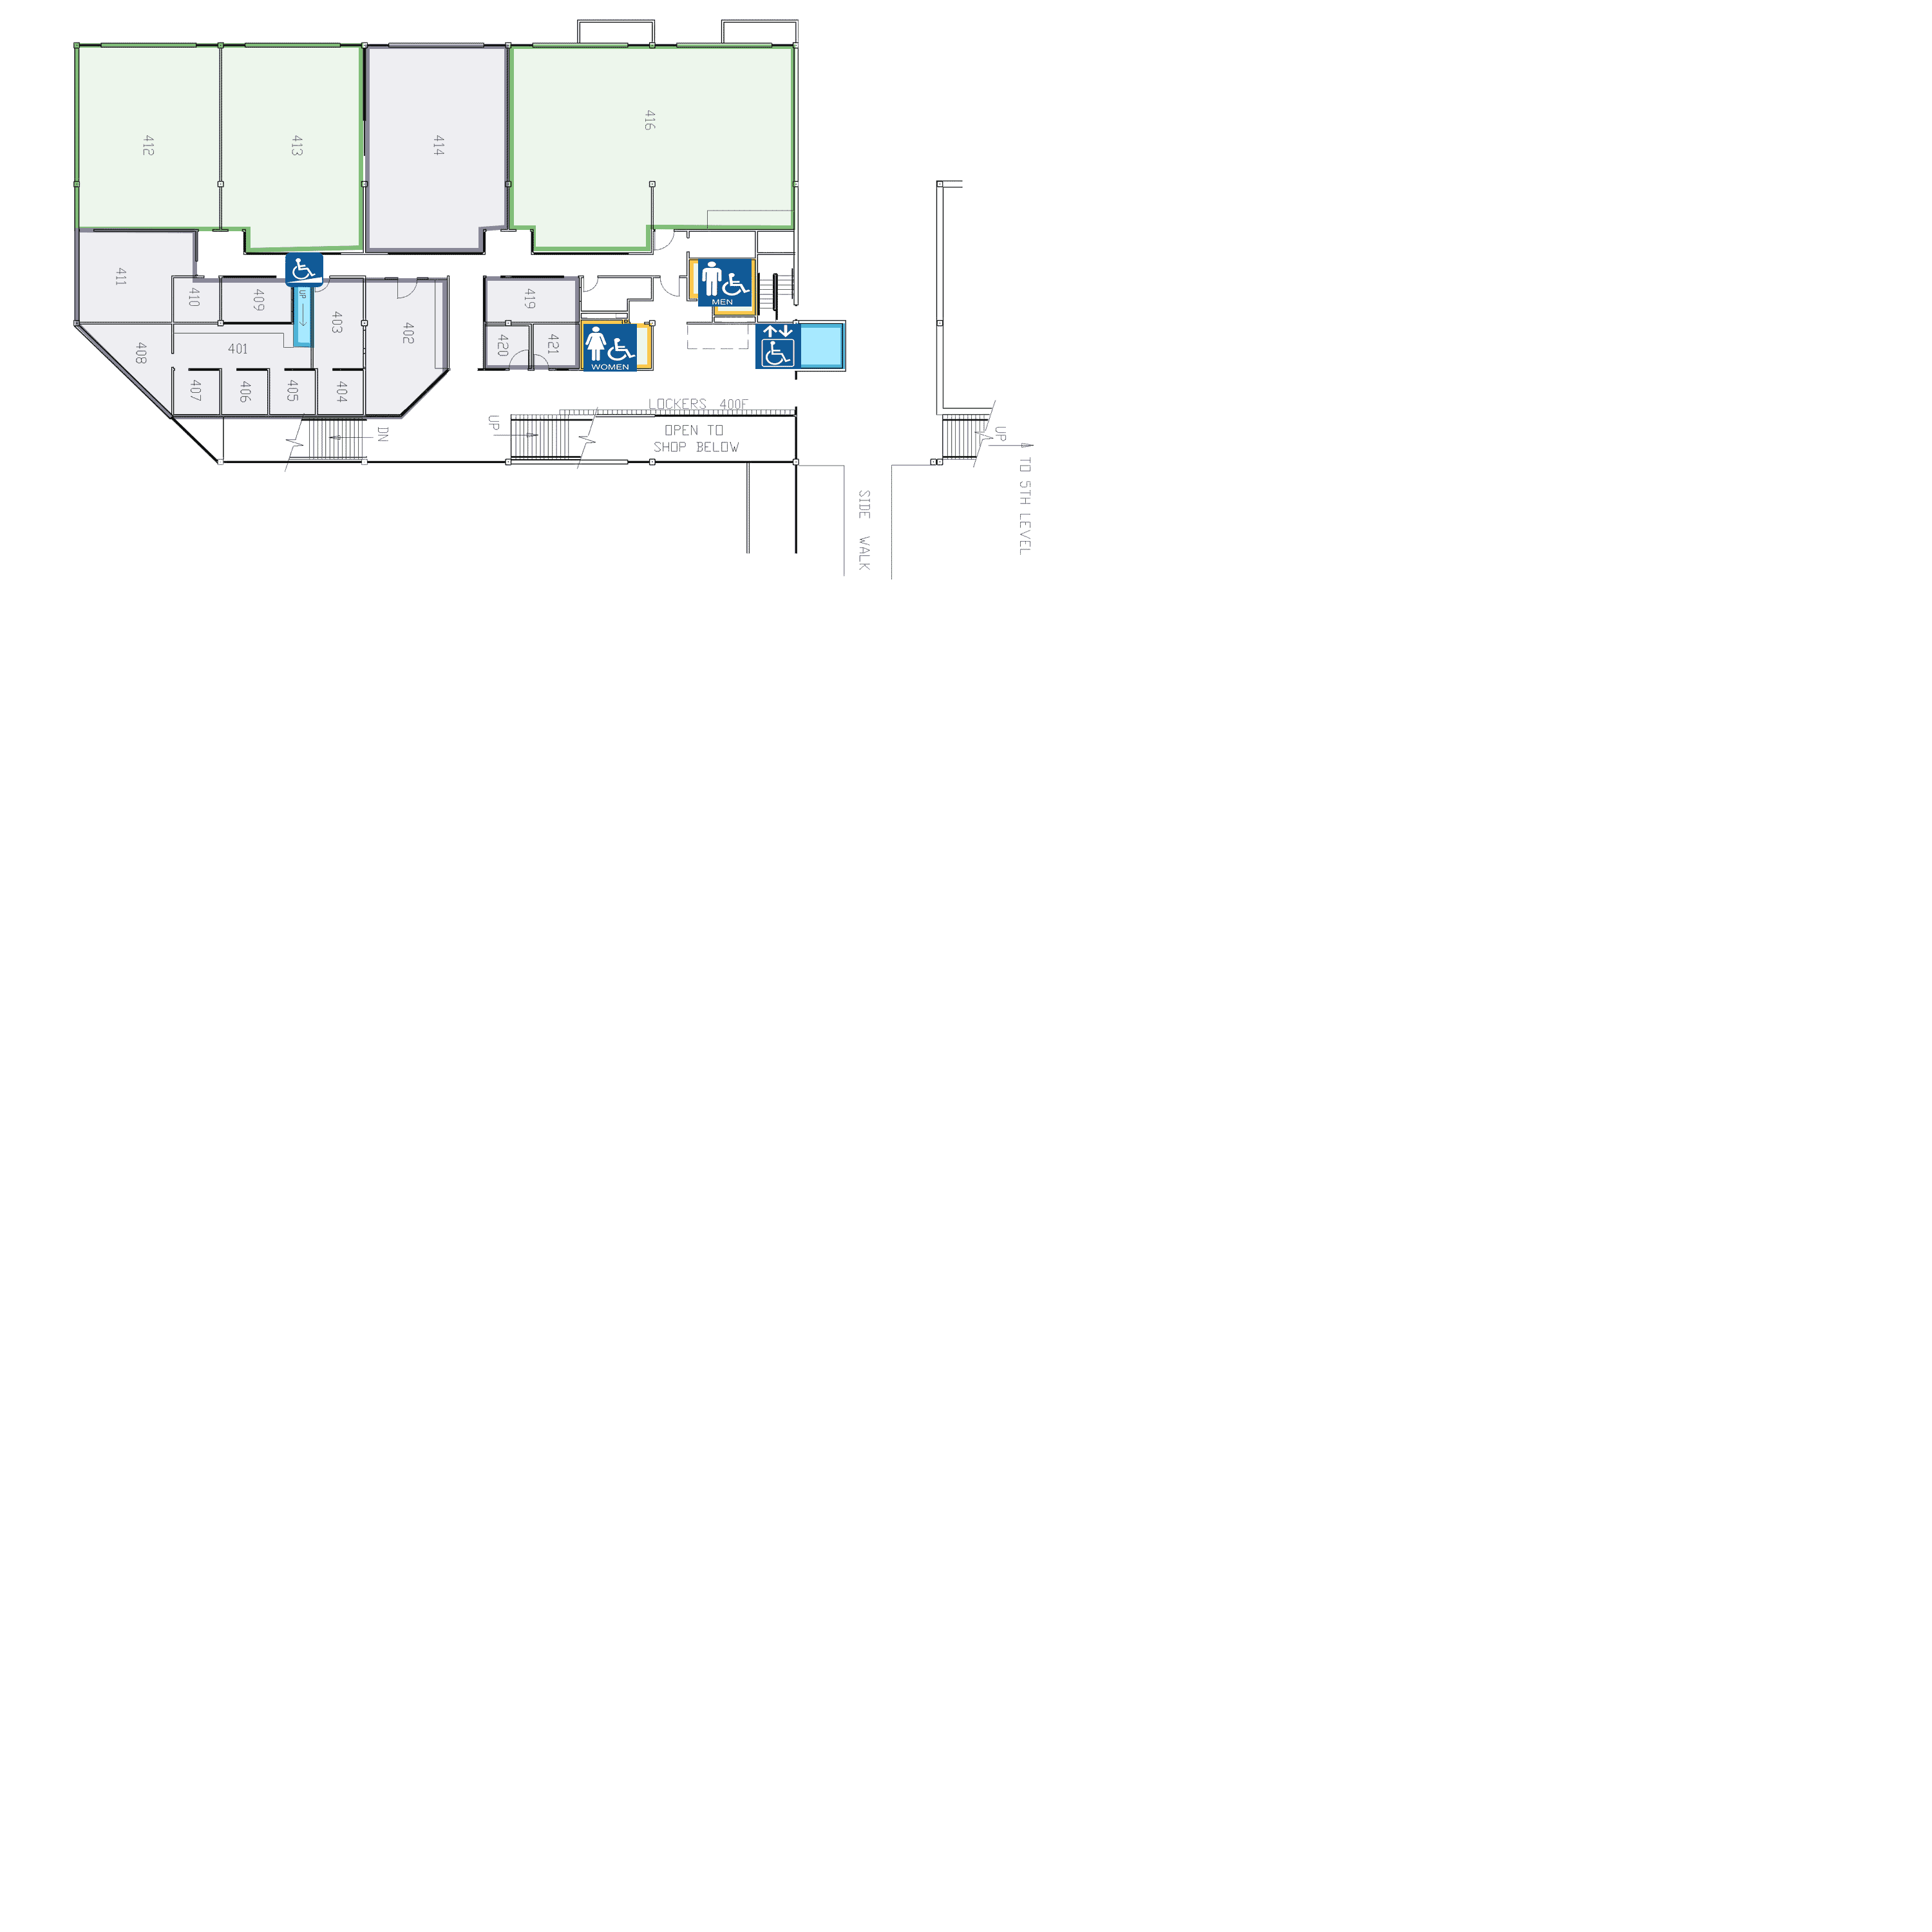 416
412
413
414
411
410
409
UP
403
402
419
MEN
401
408
420
421
WOMEN
407
406
405
404
LOCKERS 400F
UP
DN
OPEN TO
SHOP BELOW
UP
TO 5TH LEVEL
SIDE WALK